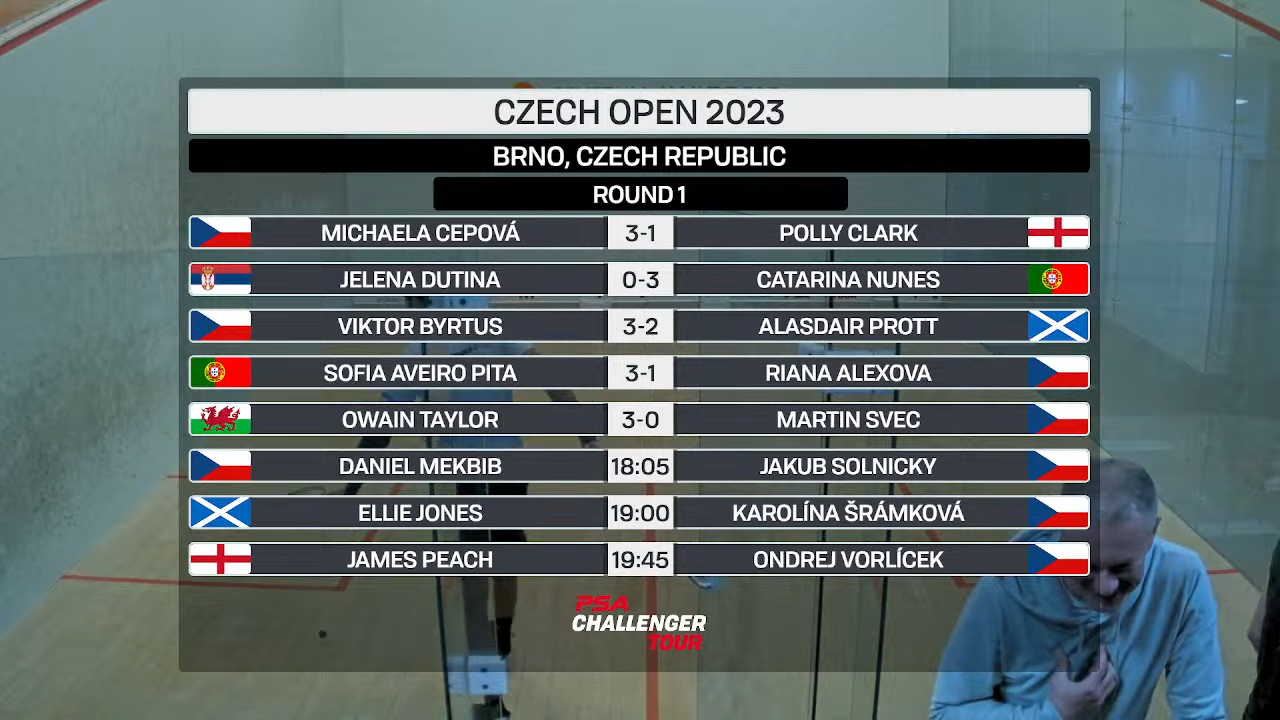 CZECH OPEN 2023
BRNO, CZECH REPUBLIC
ROUND 1
MICHAELA CEPOVÁ 3-1 POLLY CLARK
JELENA DUTINA 0-3 CATARINA NUNES
VIKTOR BYRTUS 3-2 ALASDAIR PROTT
SOFIA AVEIRO PITA 3-1 RIANA ALEXOVA
OWAIN TAYLOR 3-0 MARTIN SVEC
DANIEL MEKBIB 18:05 JAKUB SOLNICKY
ELLIE JONES 19:00 KAROLÍNA ŠRÁMKOVÁ
JAMES PEACH 19:45 ONDREJ VORLÍCEK
PSA
CHALLENGER
TOUR